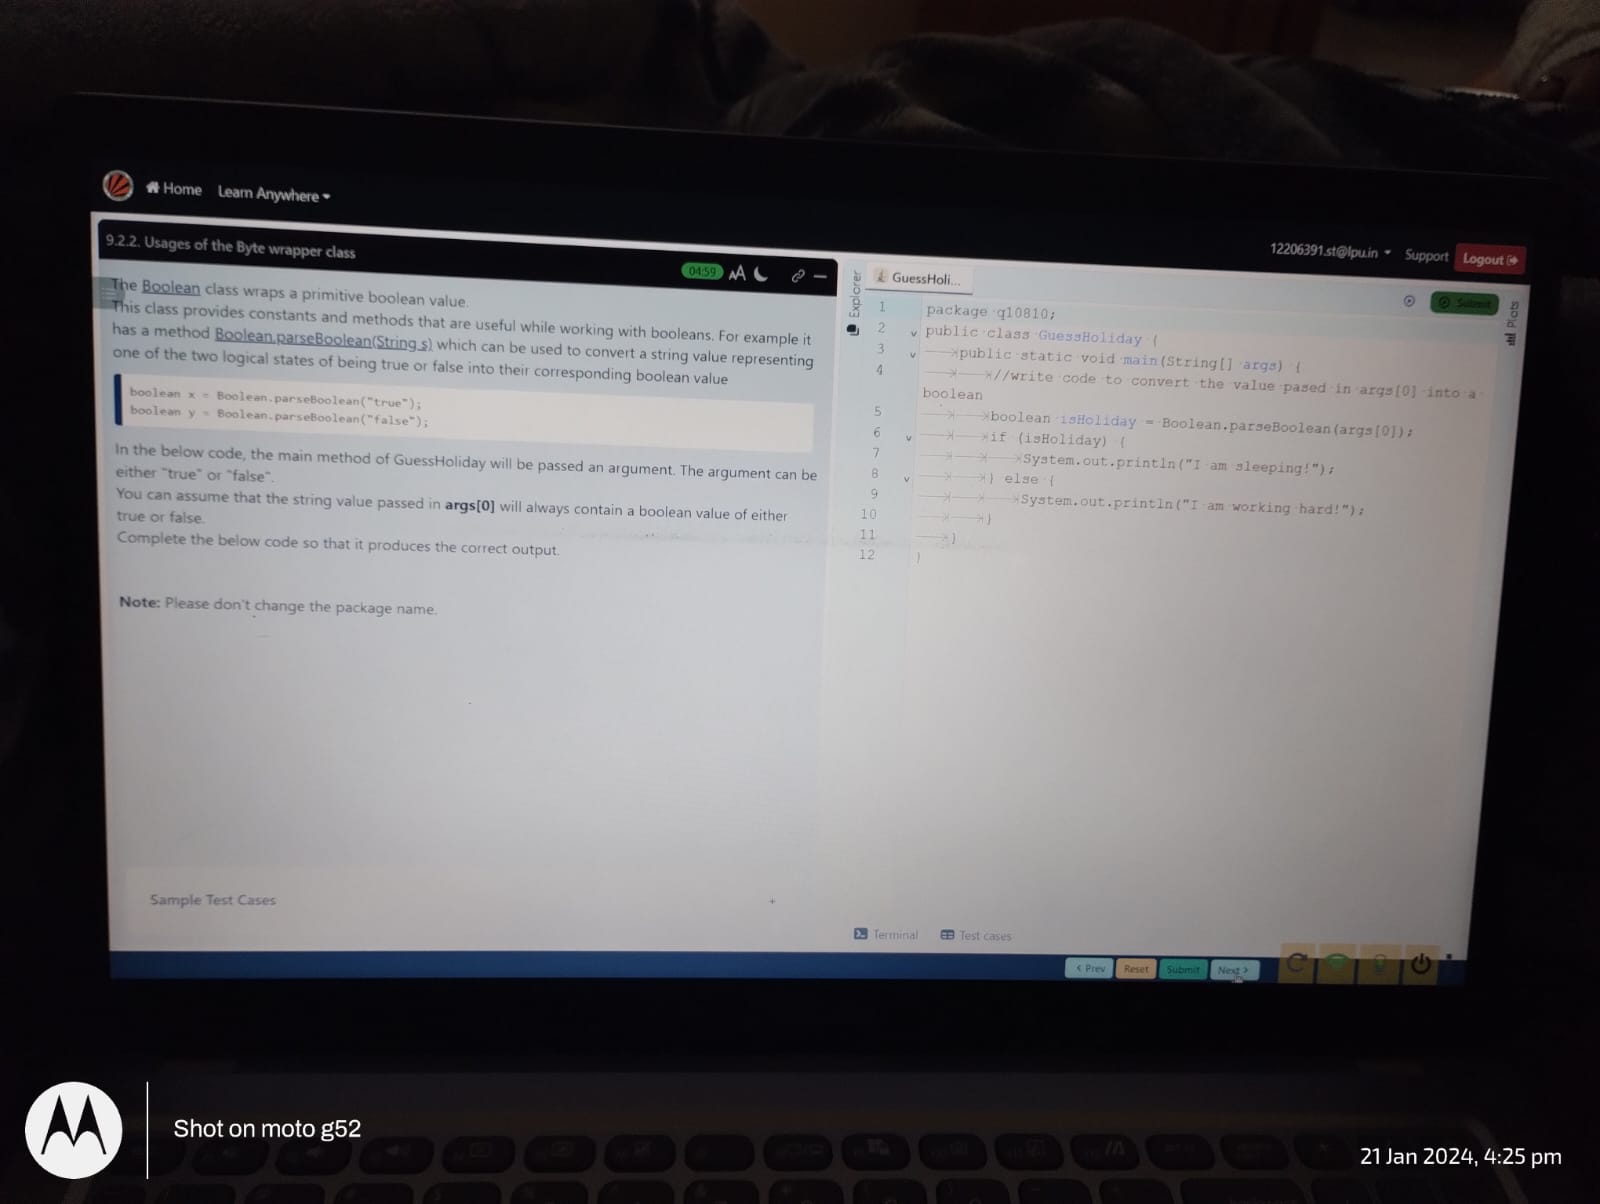 Home Learn Anywhere
12206391.st@lpu.in Support Logout
9.2.2. Usages of the Byte wrapper class
04:59 AA
The Boolean class wraps a primitive boolean value.
This class provides constants and methods that are useful while working with booleans. For example it
has a method Boolean.parseBoolean(String s) which can be used to convert a string value representing
one of the two logical states of being true or false into their corresponding boolean value
boolean x = Boolean.parseBoolean("true");
boolean y = Boolean.parseBoolean("false");
In the below code, the main method of GuessHoliday will be passed an argument. The argument can be
either "true" or "false".
You can assume that the string value passed in args[0] will always contain a boolean value of either
true or false.
Complete the below code so that it produces the correct output.
Note: Please don't change the package name.
Sample Test Cases +
Explorer
GuessHoli...
Submit
Plots
1 package q10810;
2 public class GuessHoliday {
3 public static void main(String[] args) {
4 //write code to convert the value pased in args[0] into a
boolean
5 boolean isHoliday = Boolean.parseBoolean(args[0]);
6 if (isHoliday) {
7 System.out.println("I am sleeping!");
8 } else {
9 System.out.println("I am working hard!");
10 }
11 }
12 }
Terminal Test cases
< Prev Reset Submit Next >
Shot on moto g52
21 Jan 2024, 4:25 pm